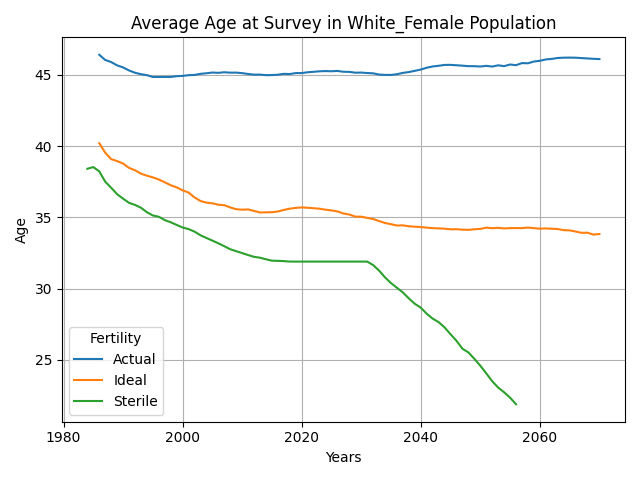 Average Age at Survey in White_Female Population
Age
45
40
35
30
25
Fertility
Actual
Ideal
Sterile
1980
2000
2020
2040
2060
Years